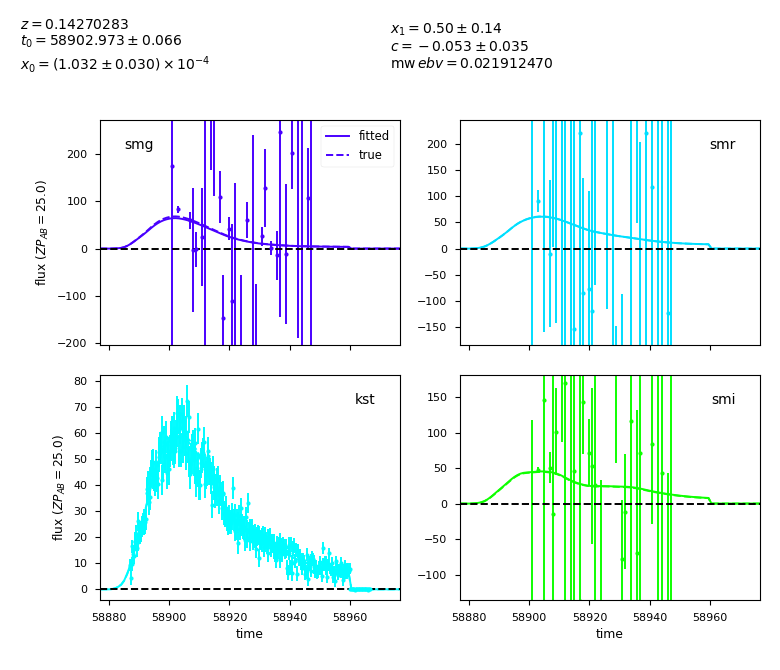 z = 0.14270283
t₀ = 58902.973 ± 0.066
x₀ = (1.032 ± 0.030) × 10⁻⁴
x₁ = 0.50 ± 0.14
c = −0.053 ± 0.035
mw ebv = 0.021912470
smg
fitted
true
200
100
0
−100
−200
flux (ZP_AB = 25.0)
smr
200
150
100
50
0
−50
−100
−150
kst
80
70
60
50
40
30
20
10
0
flux (ZP_AB = 25.0)
58880 58900 58920 58940 58960
time
smi
150
100
50
0
−50
−100
58880 58900 58920 58940 58960
time